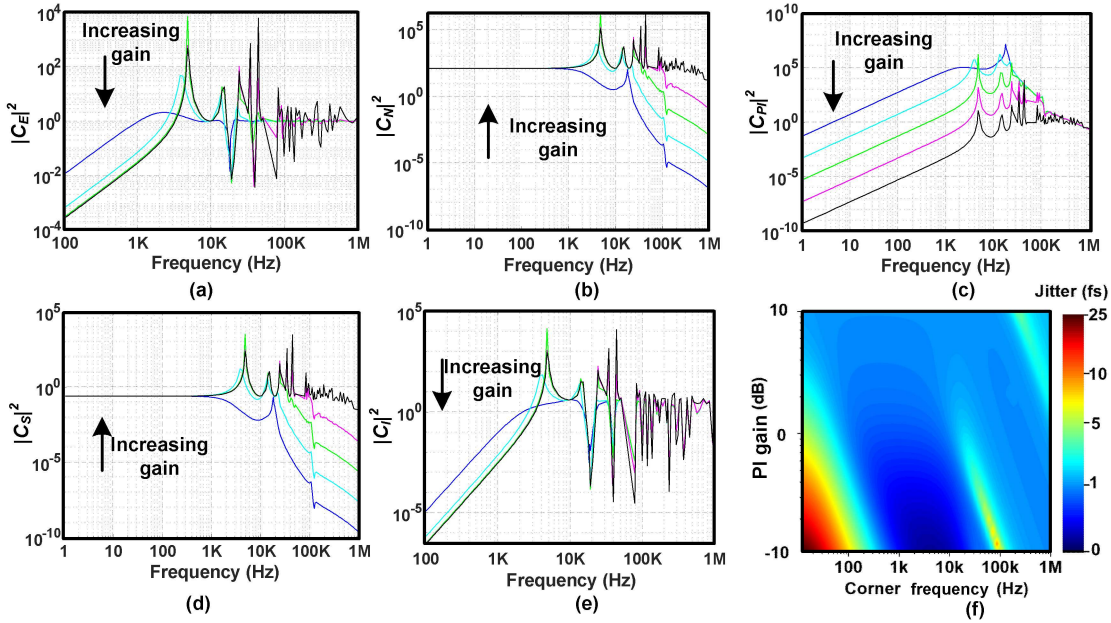 10^6
10^4
10^2
10^0
10^-2
10^-4
|C_E|^2
Increasing
gain
100 1K 10K 100K 1M
Frequency (Hz)
(a)
10^5
10^0
10^-5
10^-10
|C_N|^2
Increasing
gain
1 10 100 1K 10K 100K 1M
Frequency (Hz)
(b)
10^10
10^5
10^0
10^-5
10^-10
|C_PI|^2
Increasing
gain
1 10 100 1K 10K 100K 1M
Frequency (Hz)
(c)
10^5
10^0
10^-5
10^-10
|C_S|^2
Increasing
gain
1 10 100 1K 10K 100K 1M
Frequency (Hz)
(d)
10^5
10^0
10^-5
|C_I|^2
Increasing
gain
100 1K 10K 100K 1M
Frequency (Hz)
(e)
Jitter (fs)
10
0
-10
PI gain (dB)
25
10
5
1
0
100 1k 10k 100k 1M
Corner frequency (Hz)
(f)